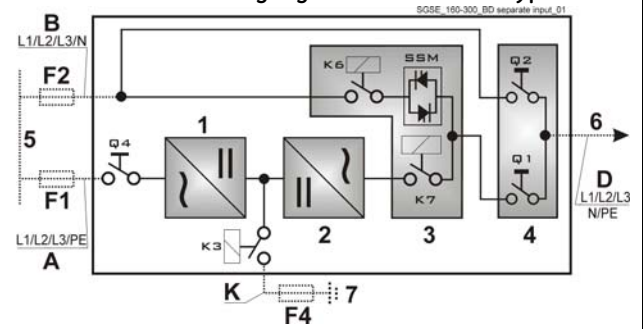 SGSE_160-300_BD separate input_01
B
L1/L2/L3/N
F2
K6
SSM
Q2
5
Q4
1
6
F1
K7
Q1
D
L1/L2/L3
N/PE
L1/L2/L3/PE
A
K3
2
3
4
K
7
F4